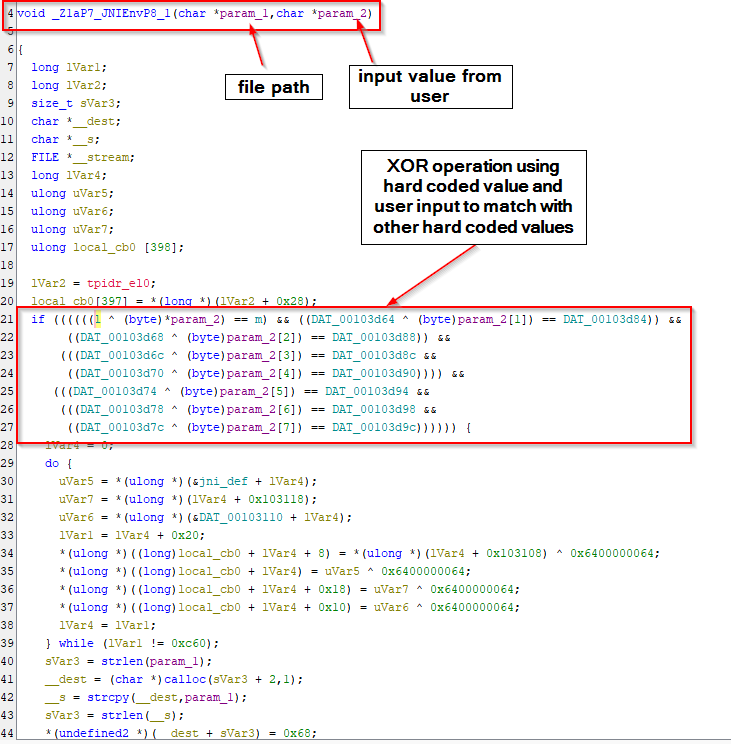 4 void _Z1aP7_JNIEnvP8_1(char *param_1,char *param_2)
5
file path
input value from
user
6 {
7 long lVar1;
8 long lVar2;
9 size_t sVar3;
10 char *__dest;
11 char *__s;
12 FILE *__stream;
13 long lVar4;
14 ulong uVar5;
15 ulong uVar6;
16 ulong uVar7;
17 ulong local_cb0 [398];
XOR operation using
hard coded value and
user input to match with
other hard coded values
18
19 lVar2 = tpidr_el0;
20 local_cb0[397] = *(long *)(lVar2 + 0x28);
21 if ((((((l ^ (byte)*param_2) == m) && ((DAT_00103d64 ^ (byte)param_2[1]) == DAT_00103d84)) &&
22 ((DAT_00103d68 ^ (byte)param_2[2]) == DAT_00103d88)) &&
23 (((DAT_00103d6c ^ (byte)param_2[3]) == DAT_00103d8c &&
24 ((DAT_00103d70 ^ (byte)param_2[4]) == DAT_00103d90)))) &&
25 (((DAT_00103d74 ^ (byte)param_2[5]) == DAT_00103d94 &&
26 (((DAT_00103d78 ^ (byte)param_2[6]) == DAT_00103d98 &&
27 ((DAT_00103d7c ^ (byte)param_2[7]) == DAT_00103d9c)))))) {
28 lVar4 = 0;
29 do {
30 uVar5 = *(ulong *)(&jni_def + lVar4);
31 uVar7 = *(ulong *)(lVar4 + 0x103118);
32 uVar6 = *(ulong *)(&DAT_00103110 + lVar4);
33 lVar1 = lVar4 + 0x20;
34 *(ulong *)((long)local_cb0 + lVar4 + 8) = *(ulong *)(lVar4 + 0x103108) ^ 0x6400000064;
35 *(ulong *)((long)local_cb0 + lVar4) = uVar5 ^ 0x6400000064;
36 *(ulong *)((long)local_cb0 + lVar4 + 0x18) = uVar7 ^ 0x6400000064;
37 *(ulong *)((long)local_cb0 + lVar4 + 0x10) = uVar6 ^ 0x6400000064;
38 lVar4 = lVar1;
39 } while (lVar1 != 0xc60);
40 sVar3 = strlen(param_1);
41 __dest = (char *)calloc(sVar3 + 2,1);
42 __s = strcpy(__dest,param_1);
43 sVar3 = strlen(__s);
44 *(undefined2 *)(__dest + sVar3) = 0x68;